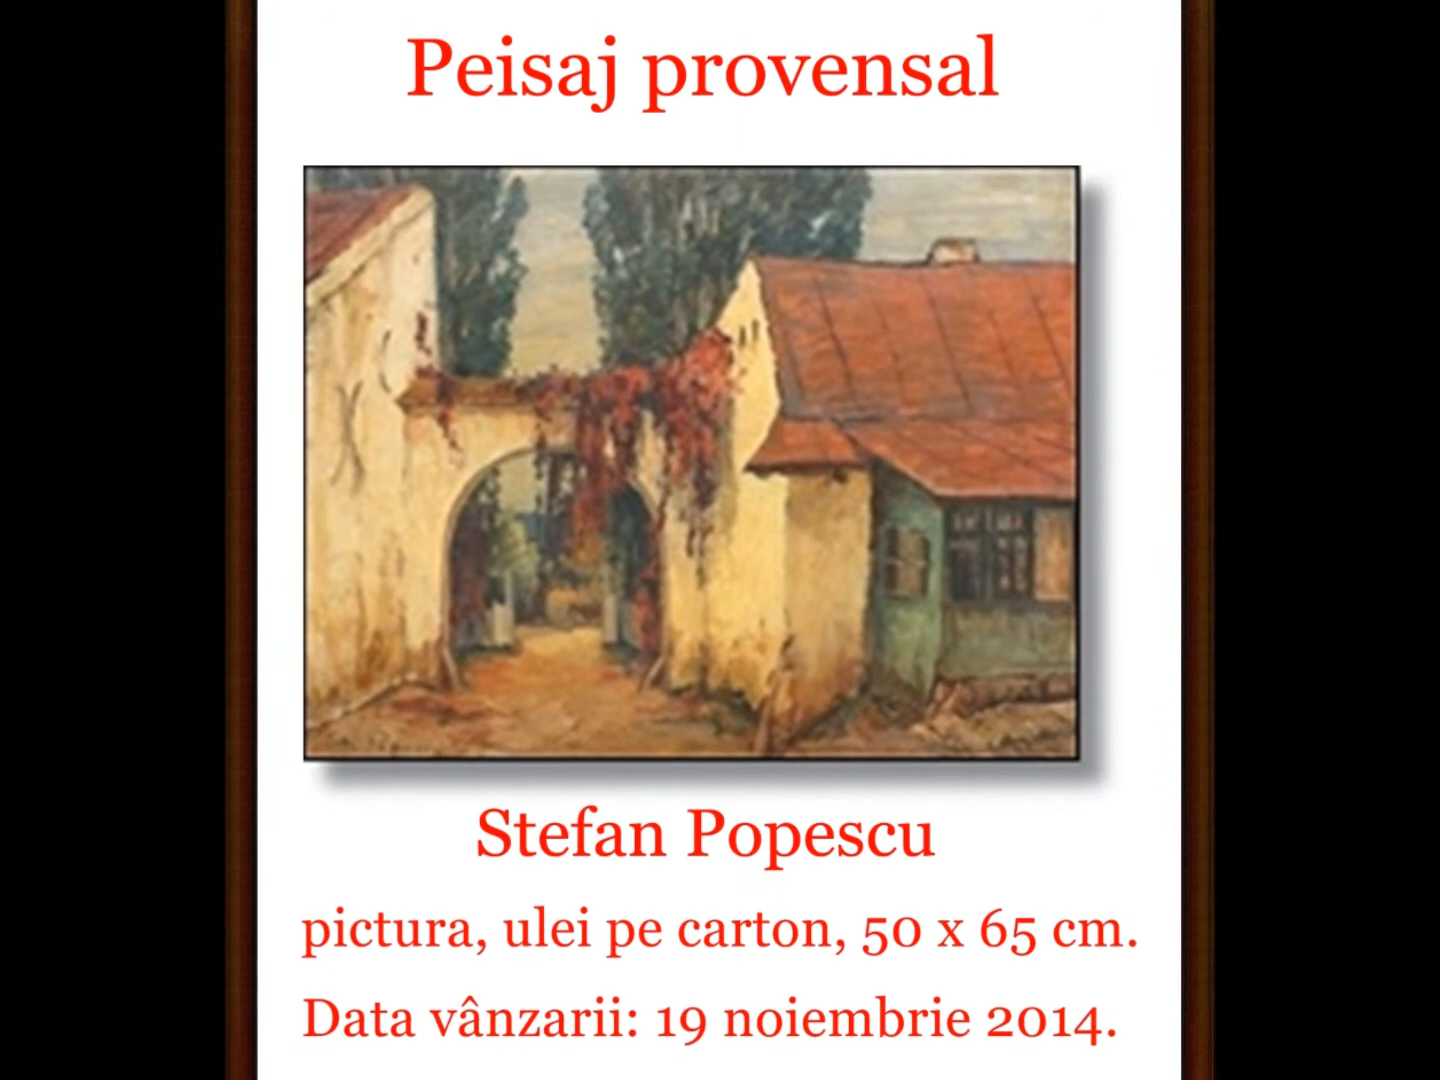 Peisaj provensal
Stefan Popescu
pictura, ulei pe carton, 50 x 65 cm.
Data vânzarii: 19 noiembrie 2014.